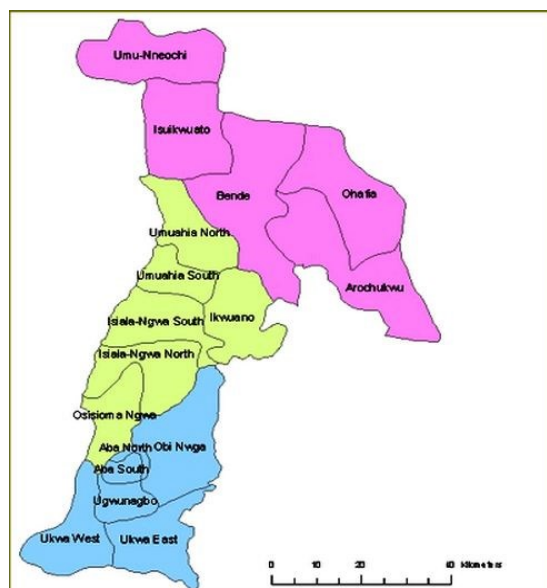 Umu-Nneochi
Isuikwuato
Bende
Ohafia
Umuahia North
Umuahia South
Arochukwu
Isiala-Ngwa South
Ikwuano
Isiala-Ngwa North
Osisioma Ngwa
Aba North
Obi Nwga
Aba South
Ugwunagbo
Ukwa West
Ukwa East
0 10 20 40 kilometers